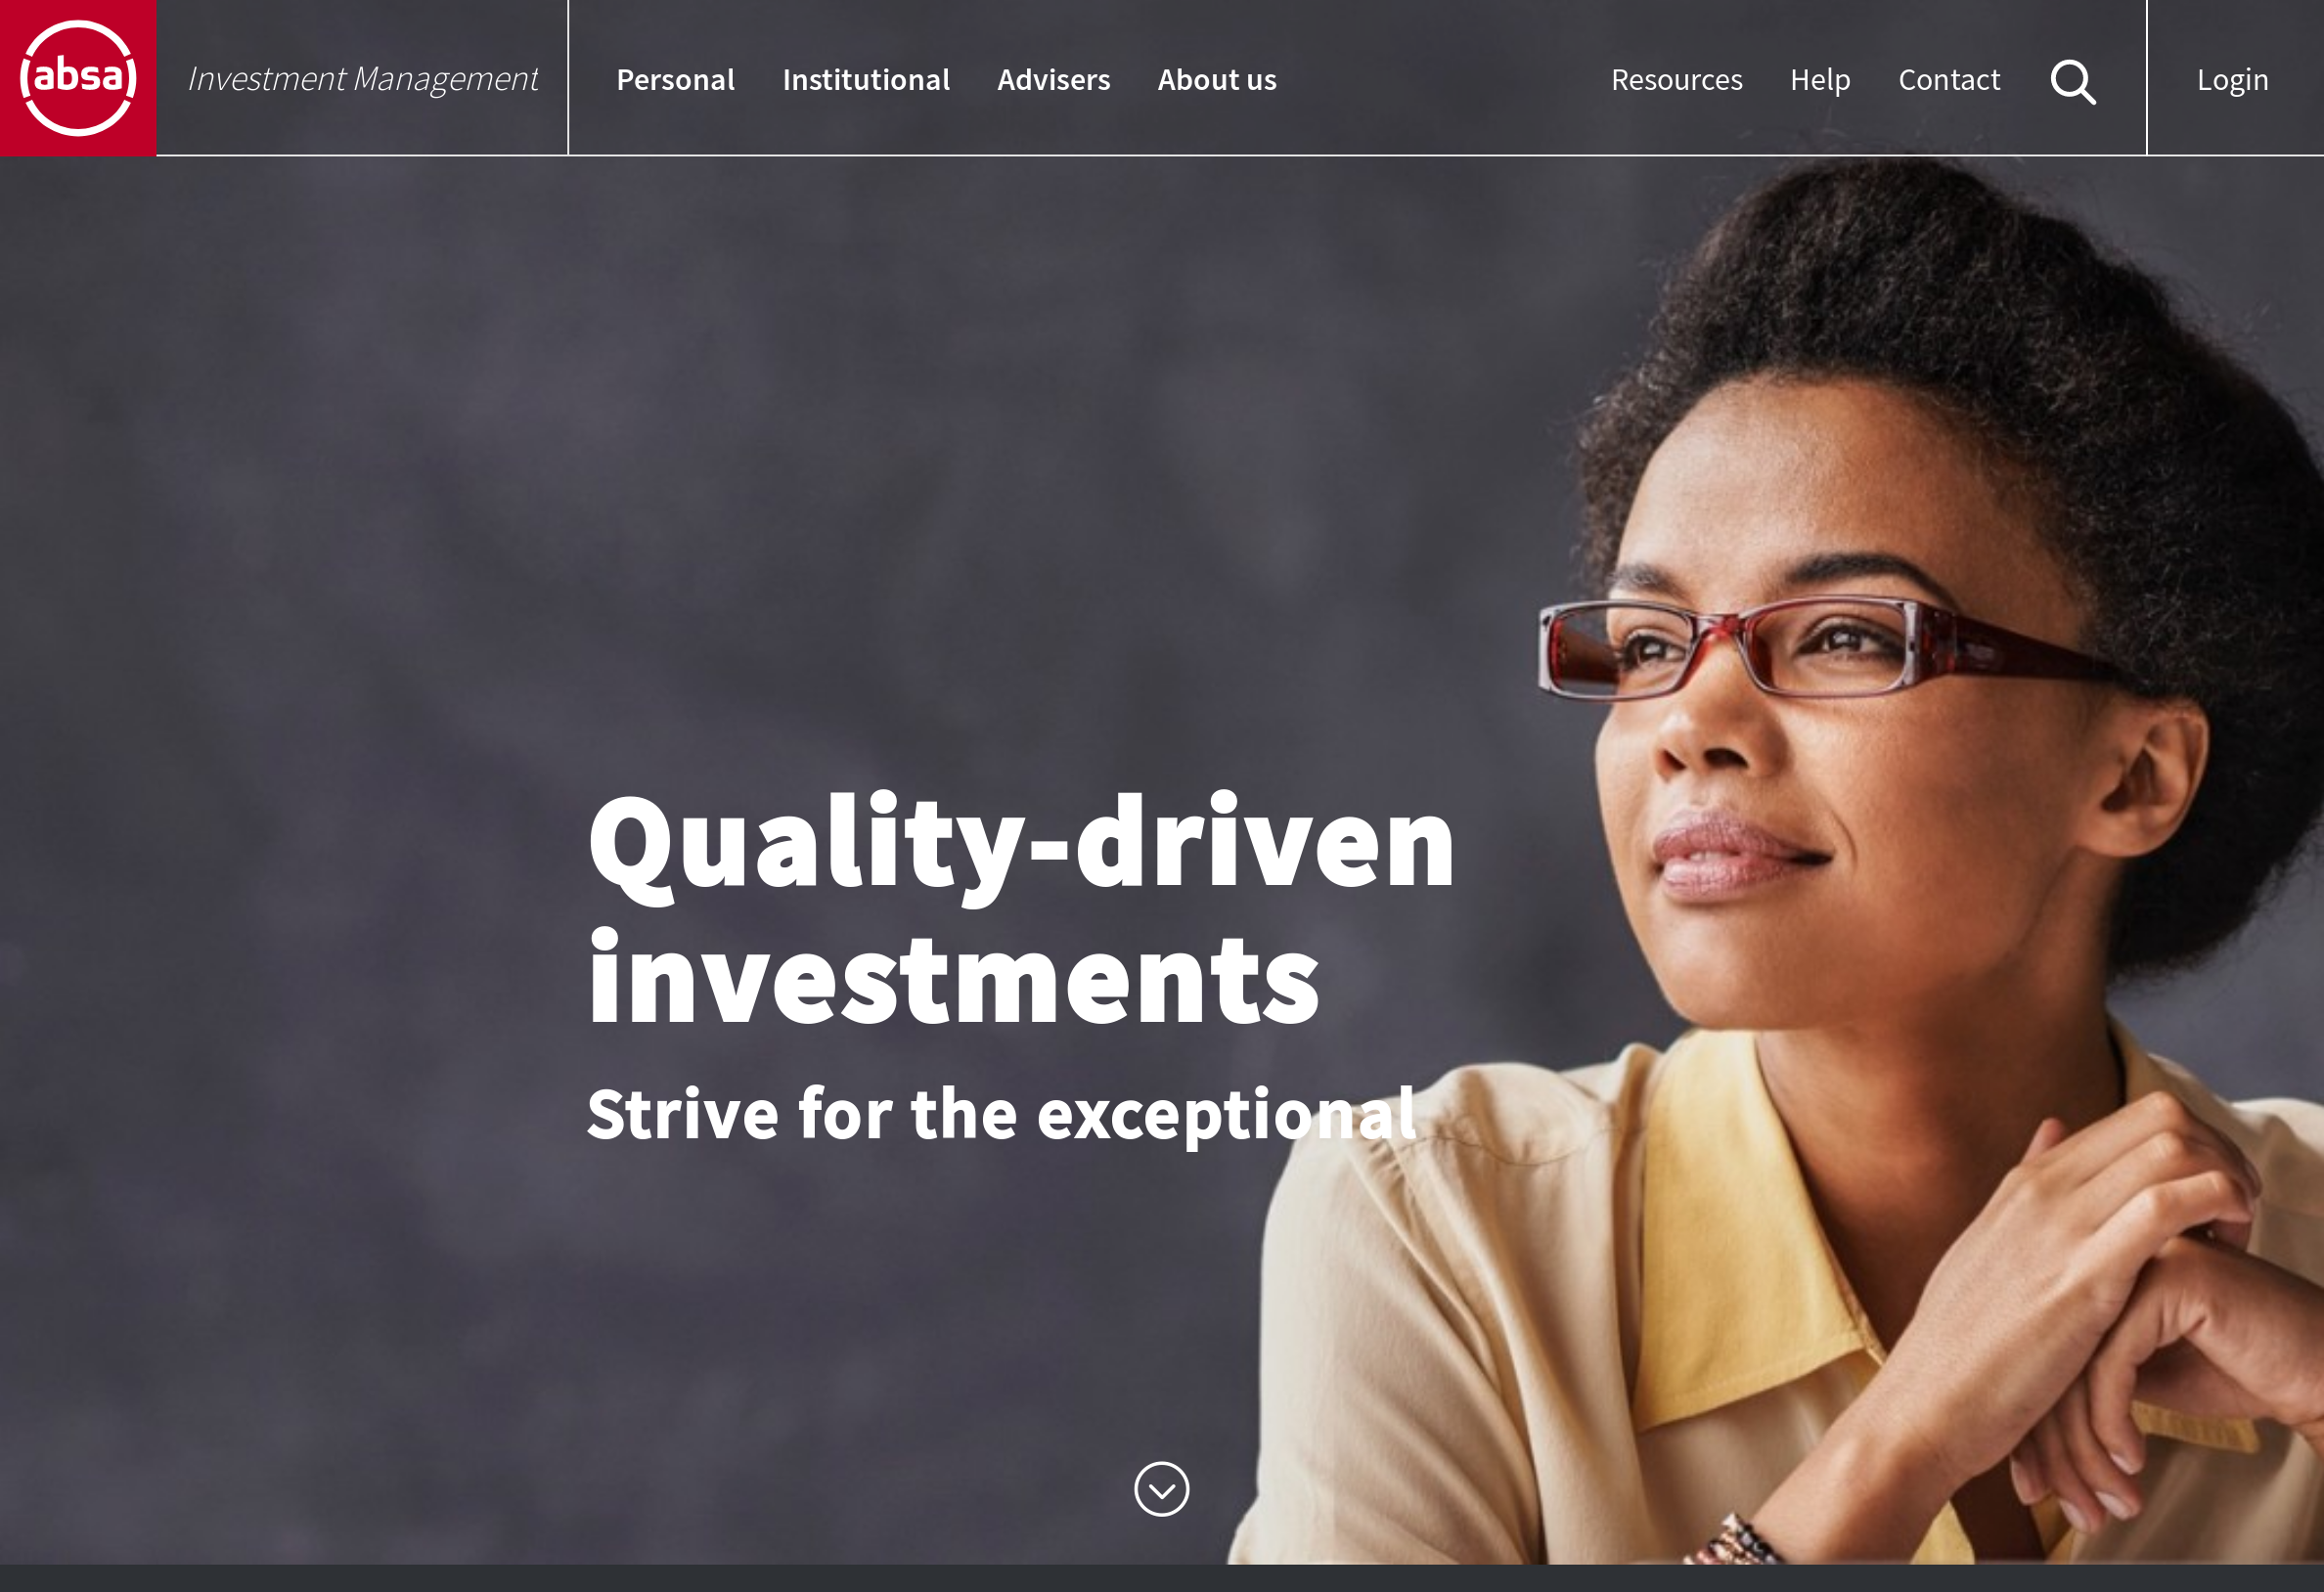 absa
Investment Management
Personal
Institutional
Advisers
About us
Resources
Help
Contact
Login
Quality-driven
investments
Strive for the exceptional